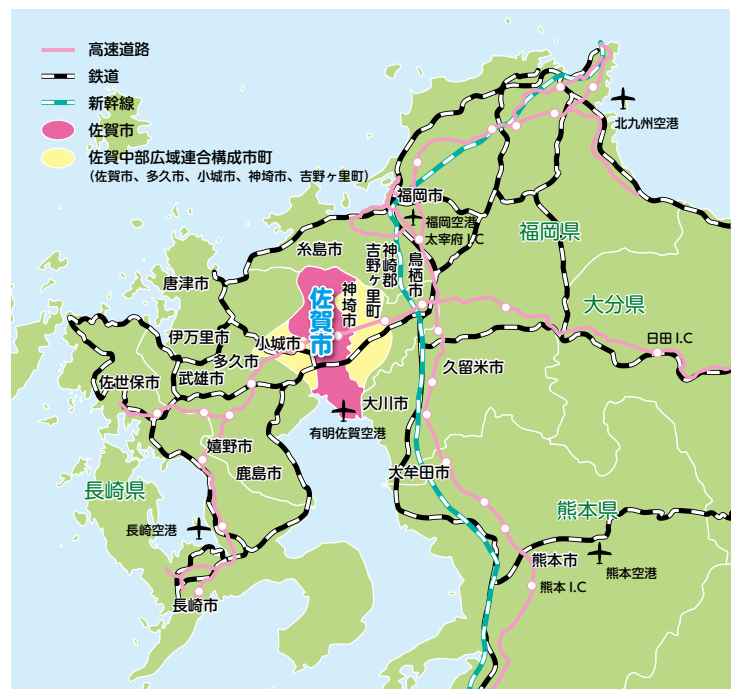 高速道路
鉄道
新幹線
佐賀市
佐賀中部広域連合構成市町
(佐賀市、多久市、小城市、神埼市、吉野ヶ里町)
北九州空港
福岡市
福岡空港
太宰府I.C
福岡県
糸島市
神崎郡
吉野ヶ里町
鳥栖市
唐津市
佐賀市
神埼市
大分県
伊万里市
小城市
日田I.C
多久市
久留米市
佐世保市
武雄市
大川市
有明佐賀空港
嬉野市
鹿島市
大牟田市
長崎県
熊本県
長崎空港
熊本市
熊本空港
熊本I.C
長崎市